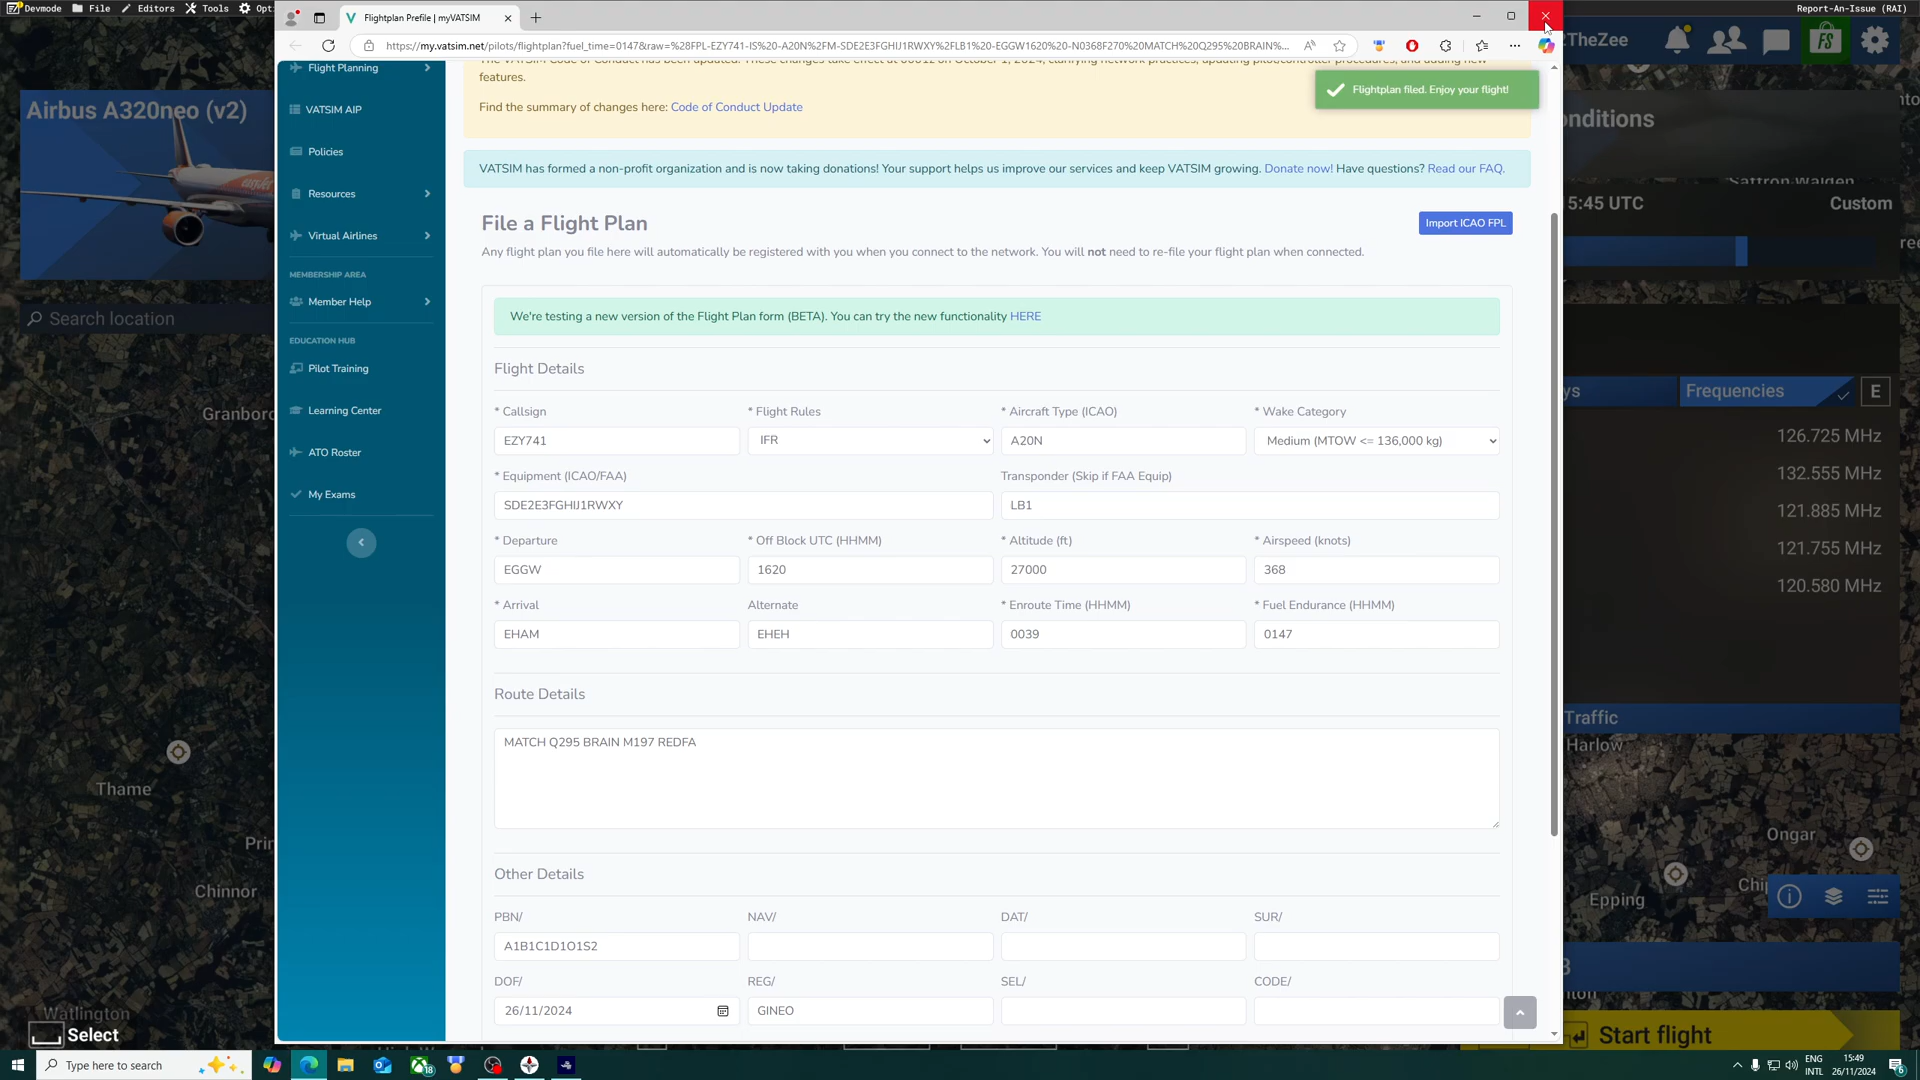 Devmode File Editors Tools Opti
Report-An-Issue (RAI)
Flightplan Prefile | myVATSIM
https://my.vatsim.net/pilots/flightplan?fuel_time=0147&raw=%28FPL-EZY741-IS%20-A20N%2FM-SDE2E3FGHIJ1RWXY%2FLB1%20-EGGW1620%20-N0368F270%20MATCH%20Q295%20BRAIN%...
TheZee
FS
Airbus A320neo (v2)
Search location
Granboro
Thame
Prin
Chinnor
Watlington
Select
Flight Planning
VATSIM AIP
Policies
Resources
Virtual Airlines
MEMBERSHIP AREA
Member Help
EDUCATION HUB
Pilot Training
Learning Center
ATO Roster
My Exams
features.
Find the summary of changes here: Code of Conduct Update
Flightplan filed. Enjoy your flight!
VATSIM has formed a non-profit organization and is now taking donations! Your support helps us improve our services and keep VATSIM growing. Donate now! Have questions? Read our FAQ.
File a Flight Plan
Import ICAO FPL
Any flight plan you file here will automatically be registered with you when you connect to the network. You will not need to re-file your flight plan when connected.
We're testing a new version of the Flight Plan form (BETA). You can try the new functionality HERE
Flight Details
* Callsign * Flight Rules * Aircraft Type (ICAO) * Wake Category
EZY741 IFR A20N Medium (MTOW <= 136,000 kg)
* Equipment (ICAO/FAA) Transponder (Skip if FAA Equip)
SDE2E3FGHIJ1RWXY LB1
* Departure * Off Block UTC (HHMM) * Altitude (ft) * Airspeed (knots)
EGGW 1620 27000 368
* Arrival Alternate * Enroute Time (HHMM) * Fuel Endurance (HHMM)
EHAM EHEH 0039 0147
Route Details
MATCH Q295 BRAIN M197 REDFA
Other Details
PBN/ NAV/ DAT/ SUR/
A1B1C1D1O1S2
DOF/ REG/ SEL/ CODE/
26/11/2024 GINEO
onditions
Saffron Walden
5:45 UTC Custom
ys Frequencies E
126.725 MHz
132.555 MHz
121.885 MHz
121.755 MHz
120.580 MHz
Traffic
Harlow
Ongar
Epping
Start flight
Type here to search
18
ENG
INTL
15:49
26/11/2024
6